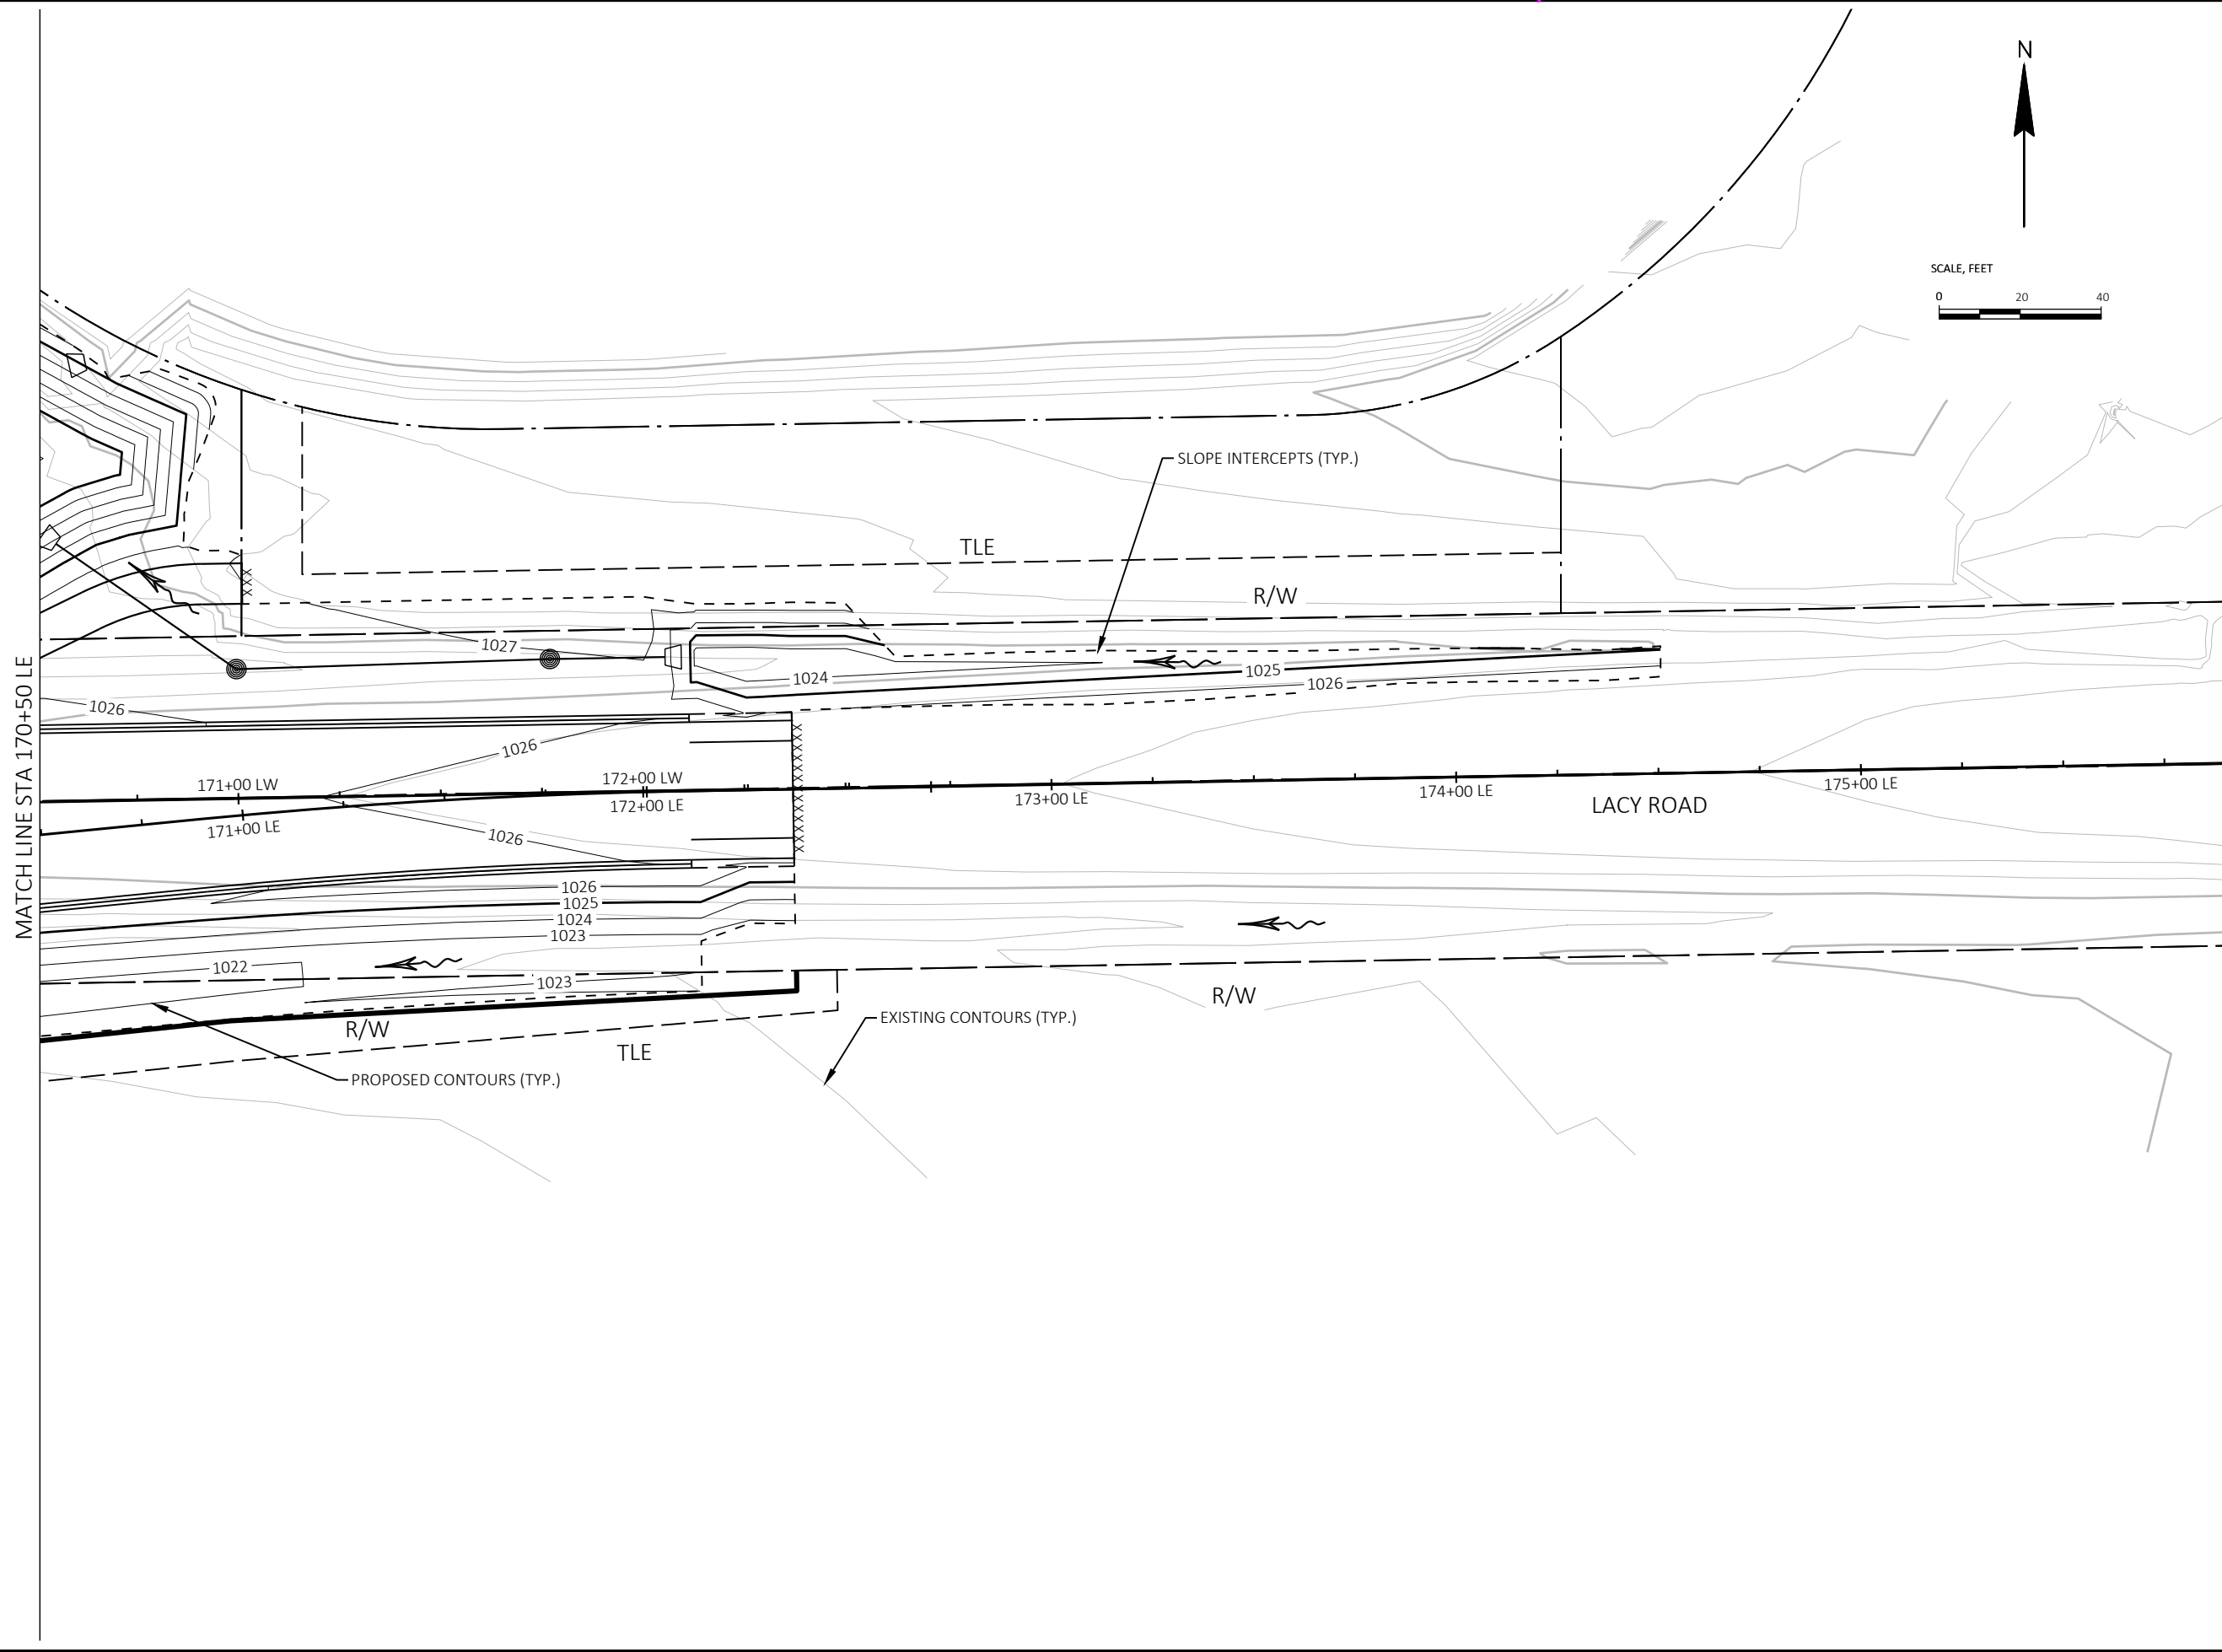 N
SCALE, FEET
0 20 40
SLOPE INTERCEPTS (TYP.)
TLE
R/W
1027
1024
1025
1026
1026
1026
171+00 LW
172+00 LW
171+00 LE
172+00 LE
173+00 LE
174+00 LE
175+00 LE
LACY ROAD
MATCH LINE STA 170+50 LE
1026
1026
1025
1024
1023
1022
1023
R/W
R/W
TLE
EXISTING CONTOURS (TYP.)
PROPOSED CONTOURS (TYP.)